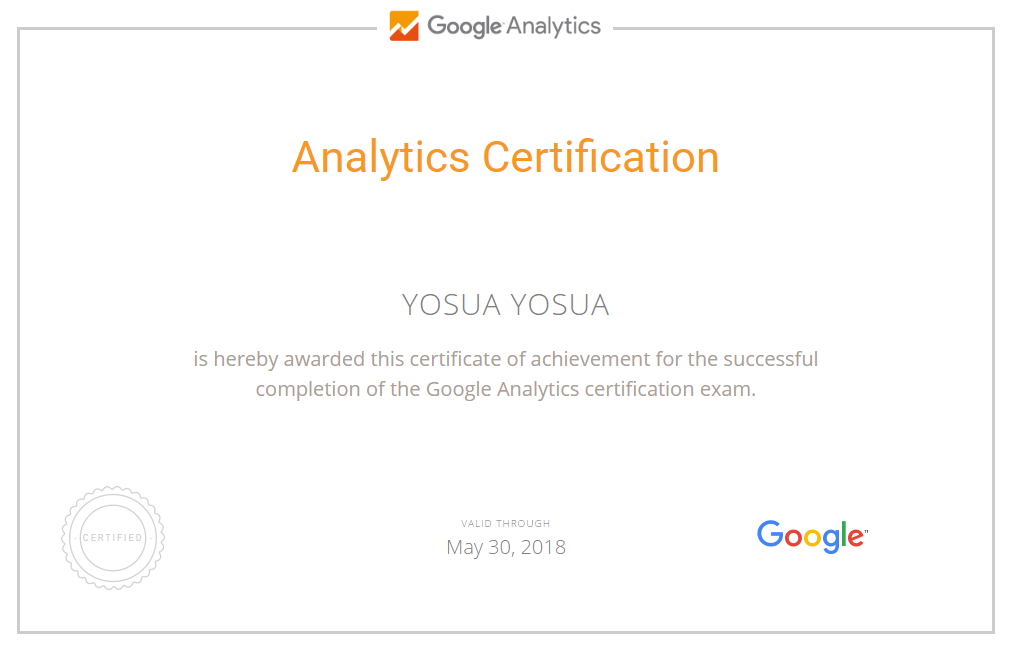 Google Analytics
Analytics Certification
YOSUA YOSUA
is hereby awarded this certificate of achievement for the successful
completion of the Google Analytics certification exam.
· CERTIFIED ·
VALID THROUGH
May 30, 2018
Google™